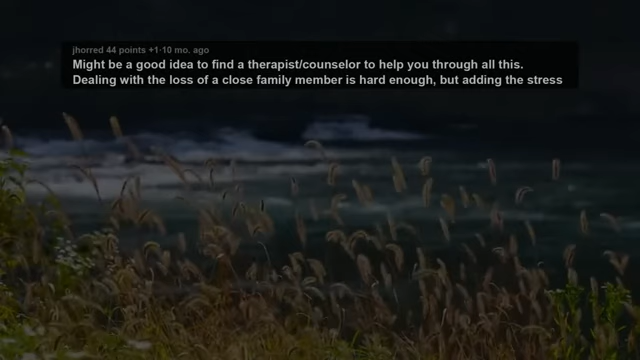 jhorred 44 points +1·10 mo. ago
Might be a good idea to find a therapist/counselor to help you through all this.
Dealing with the loss of a close family member is hard enough, but adding the stress